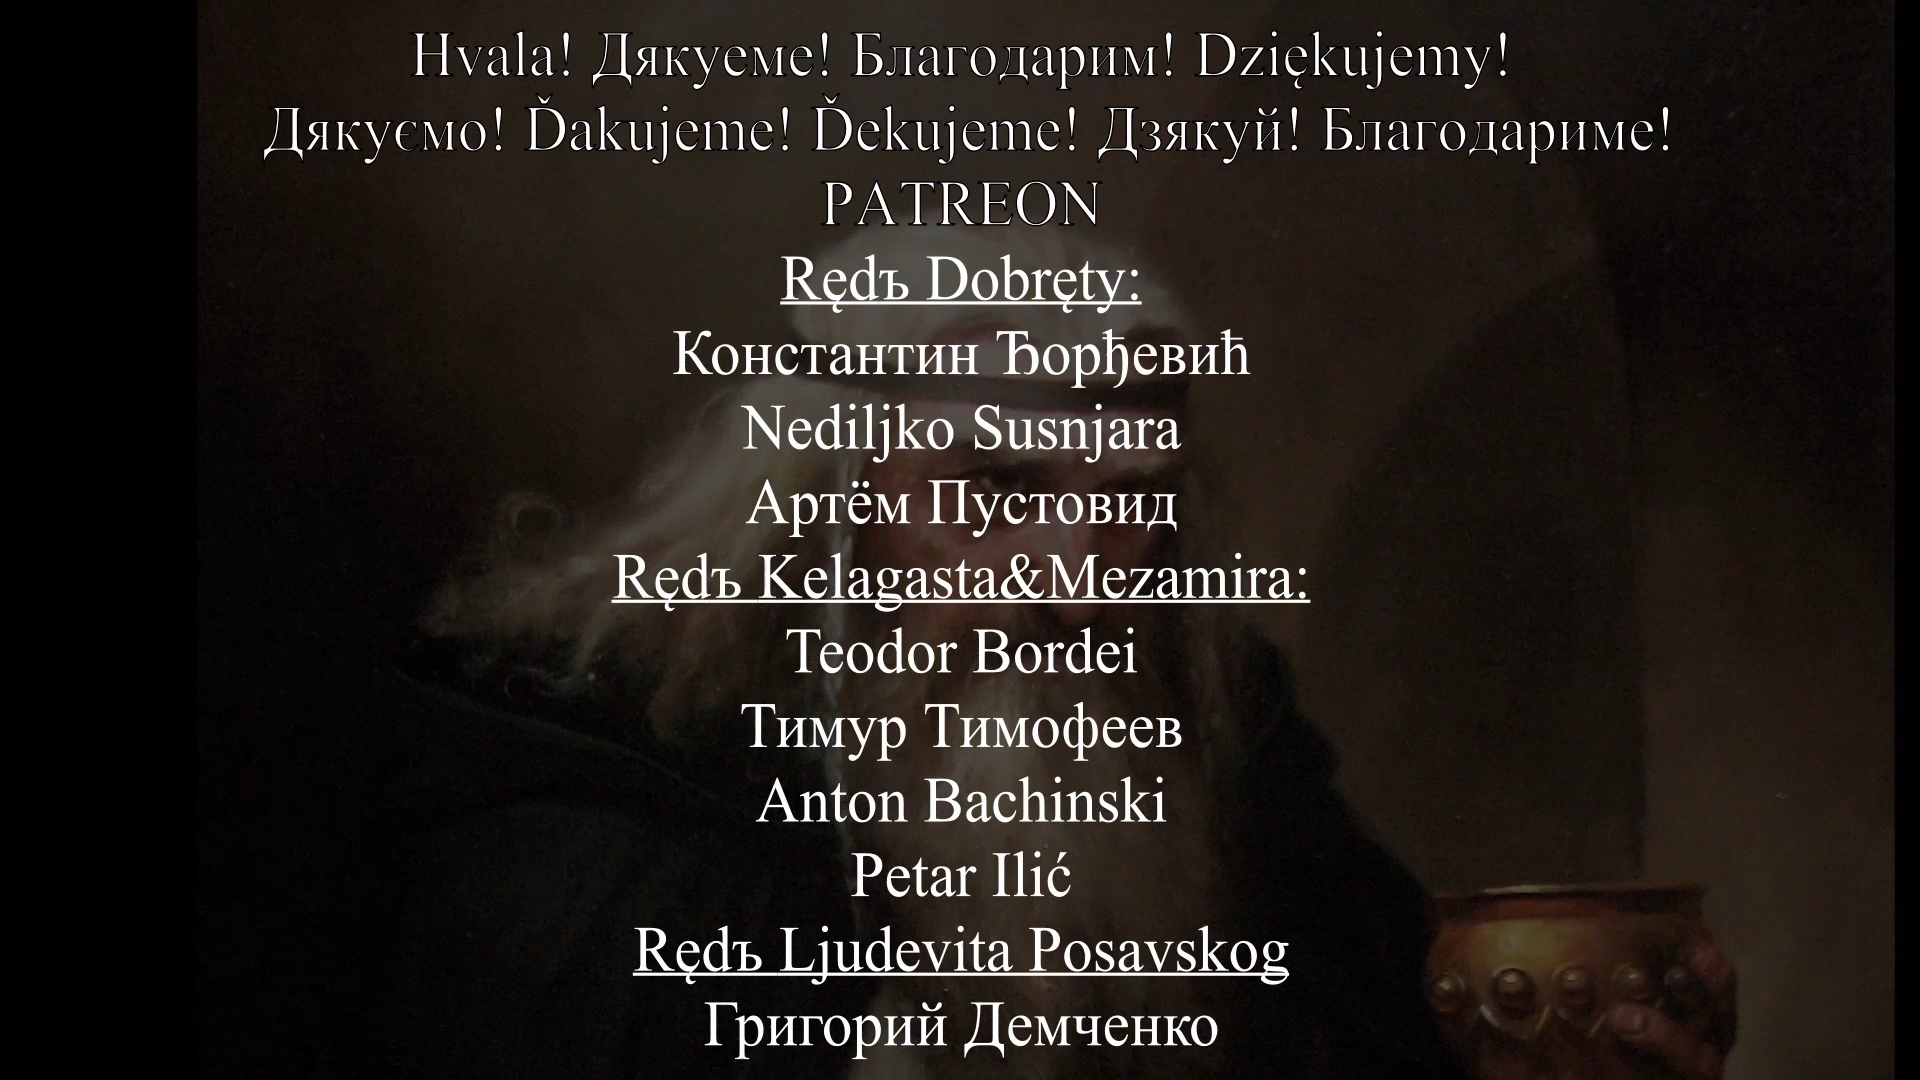 Hvala! Дякуеме! Благодарим! Dziękujemy!
Дякуємо! Ďakujeme! Ďekujeme! Дзякуй! Благодариме!
PATREON
Rędъ Dobręty:
Константин Ђорђевић
Nediljko Susnjara
Артём Пустовид
Rędъ Kelagasta&Mezamira:
Teodor Bordei
Тимур Тимофеев
Anton Bachinski
Petar Ilić
Rędъ Ljudevita Posavskog
Григорий Демченко